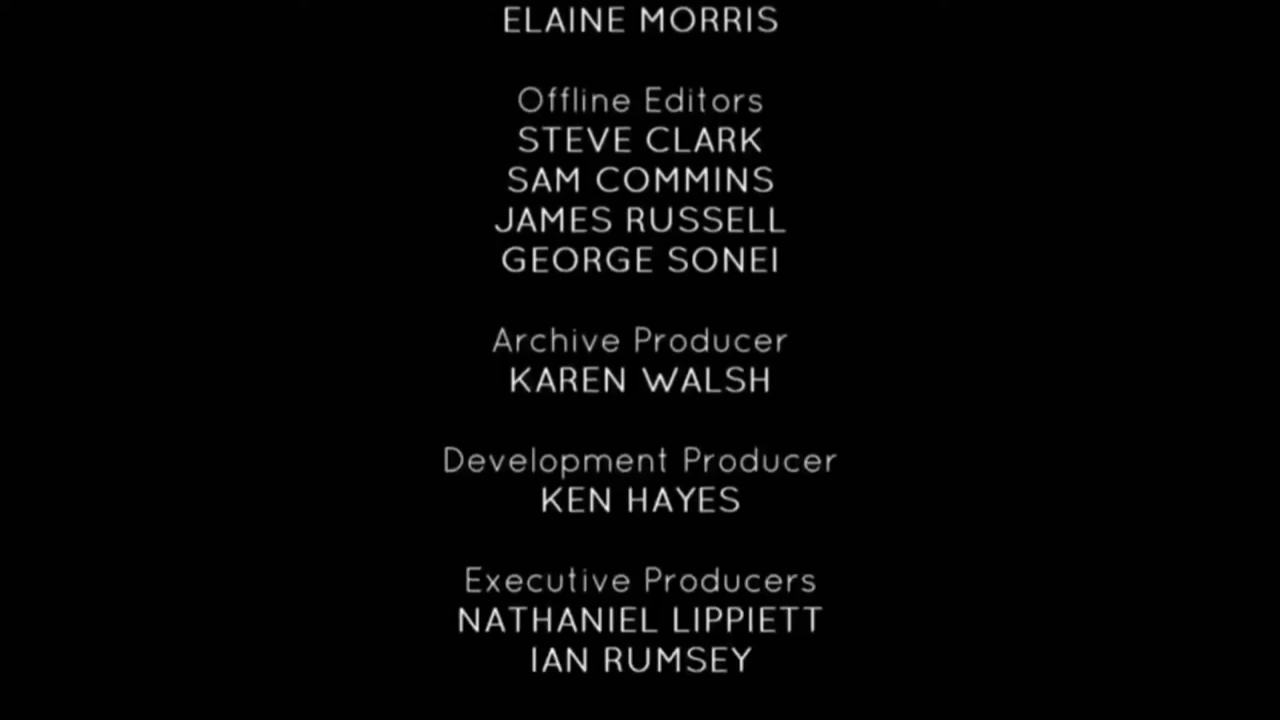 ELAINE MORRIS
Offline Editors
STEVE CLARK
SAM COMMINS
JAMES RUSSELL
GEORGE SONEI
Archive Producer
KAREN WALSH
Development Producer
KEN HAYES
Executive Producers
NATHANIEL LIPPIETT
IAN RUMSEY